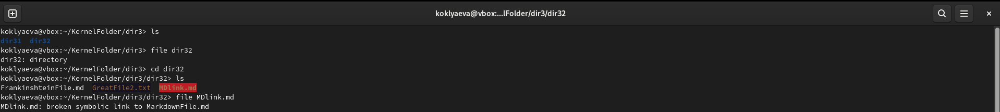 koklyaeva@vbox:...lFolder/dir3/dir32
koklyaeva@vbox:~/KernelFolder/dir3> ls
dir31  dir32
koklyaeva@vbox:~/KernelFolder/dir3> file dir32
dir32: directory
koklyaeva@vbox:~/KernelFolder/dir3> cd dir32
koklyaeva@vbox:~/KernelFolder/dir3/dir32> ls
FrankinshteinFile.md  GreatFile2.txt  MDlink.md
koklyaeva@vbox:~/KernelFolder/dir3/dir32> file MDlink.md
MDlink.md: broken symbolic link to MarkdownFile.md